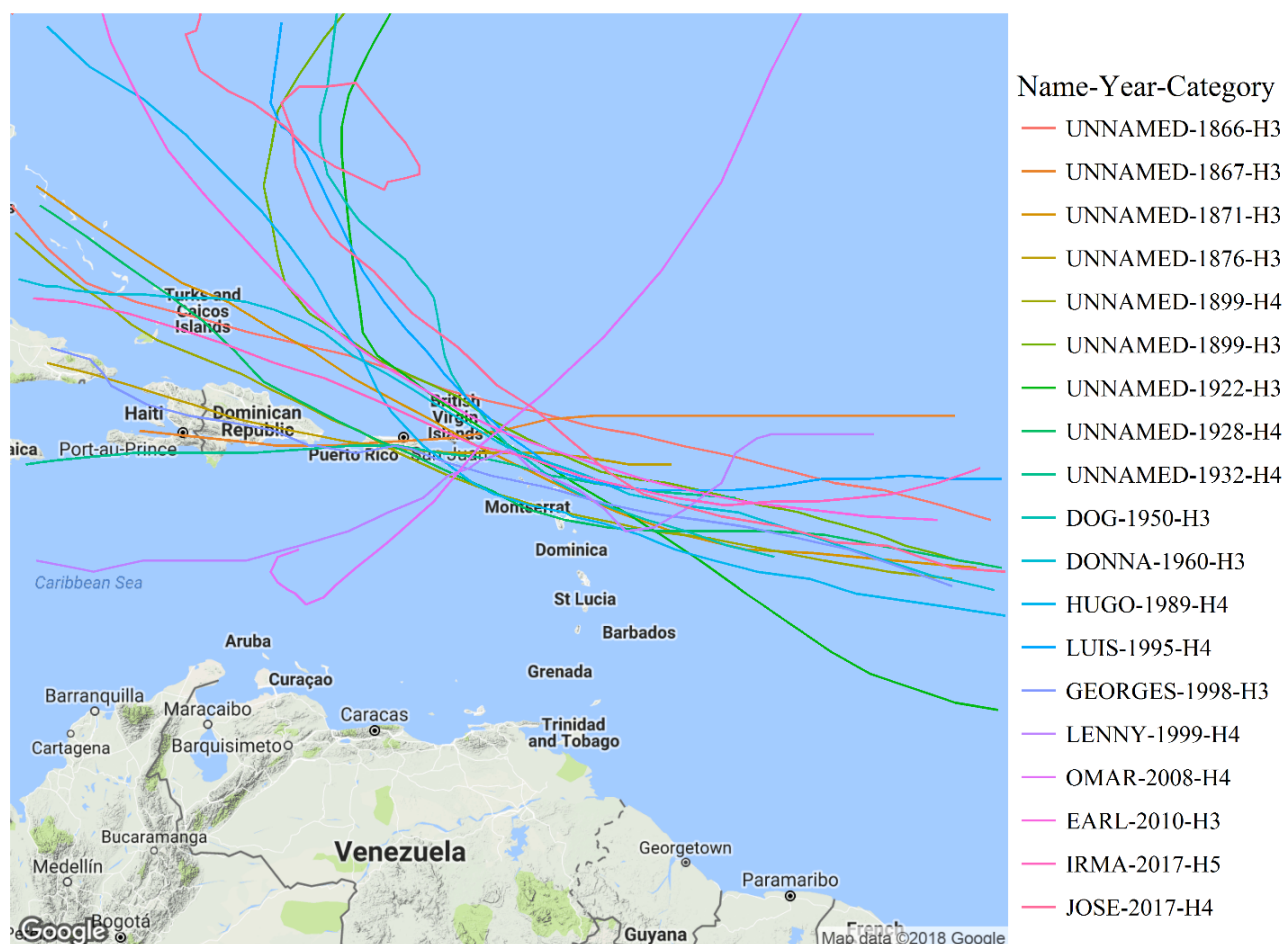 Name-Year-Category
UNNAMED-1866-H3
UNNAMED-1867-H3
UNNAMED-1871-H3
UNNAMED-1876-H3
UNNAMED-1899-H4
UNNAMED-1899-H3
UNNAMED-1922-H3
UNNAMED-1928-H4
UNNAMED-1932-H4
DOG-1950-H3
DONNA-1960-H3
HUGO-1989-H4
LUIS-1995-H4
GEORGES-1998-H3
LENNY-1999-H4
OMAR-2008-H4
EARL-2010-H3
IRMA-2017-H5
JOSE-2017-H4
Turks and
Caicos
Islands
Haiti
Dominican
Republic
Port-au-Prince
Puerto Rico
San Juan
British
Virgin
Islands
Montserrat
Dominica
Caribbean Sea
St Lucia
Barbados
Aruba
Grenada
Curaçao
Barranquilla
Maracaibo
Caracas
Trinidad
and Tobago
Cartagena
Barquisimeto
Bucaramanga
Venezuela
Georgetown
Medellín
Paramaribo
Bogotá
Google
Guyana
French
Map data ©2018 Google